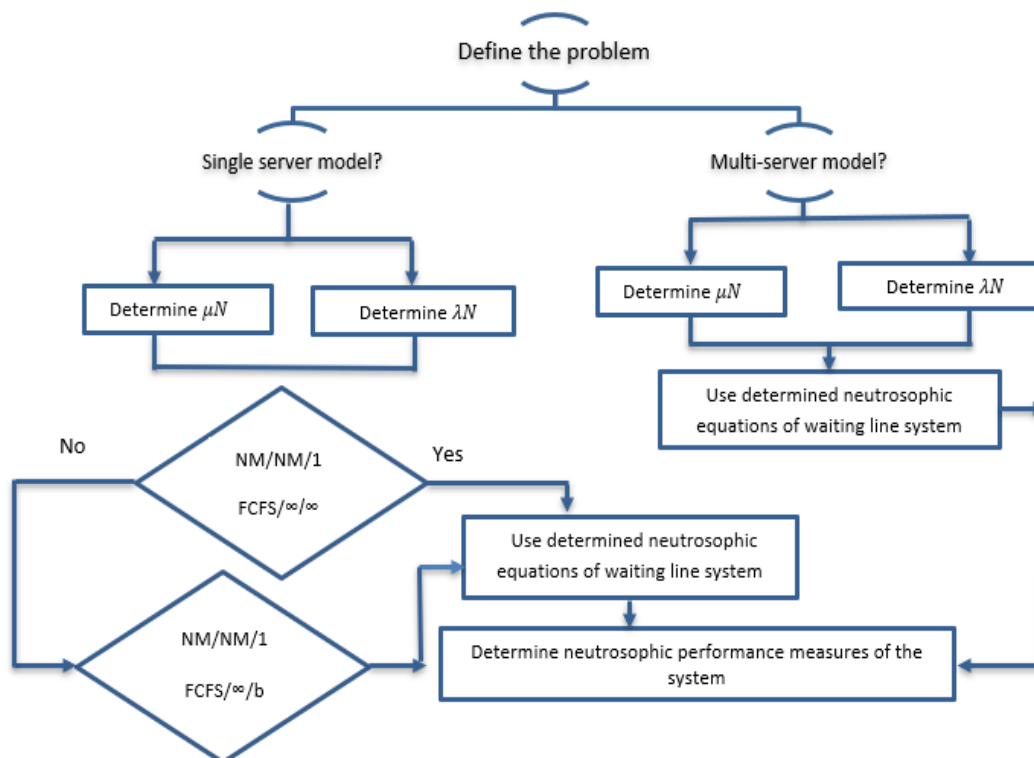 Define the problem
Single server model?
Multi-server model?
Determine μN
Determine λN
Determine μN
Determine λN
Use determined neutrosophic
equations of waiting line system
No
Yes
NM/NM/1
FCFS/∞/∞
Use determined neutrosophic
equations of waiting line system
NM/NM/1
FCFS/∞/b
Determine neutrosophic performance measures of the
system